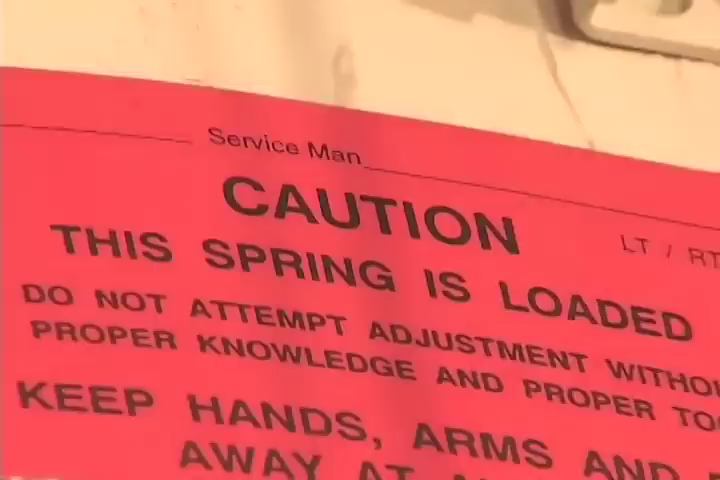 Service Man
CAUTION
LT / RT
THIS SPRING IS LOADED
DO NOT ATTEMPT ADJUSTMENT
PROPER KNOWLEDGE AND PROPER
KEEP HANDS, ARMS AND
AWAY AT